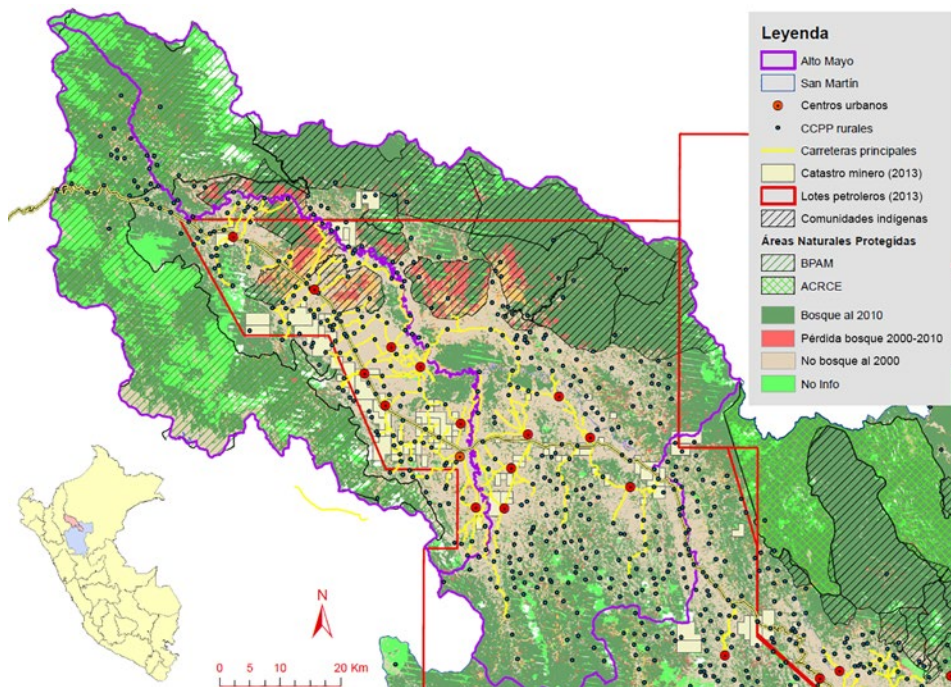 Leyenda
Alto Mayo
San Martín
Centros urbanos
CCPP rurales
Carreteras principales
Catastro minero (2013)
Lotes petroleros (2013)
Comunidades indígenas
Áreas Naturales Protegidas
BPAM
ACRCE
Bosque al 2010
Pérdida bosque 2000-2010
No bosque al 2000
No Info
N
0 5 10 20 Km